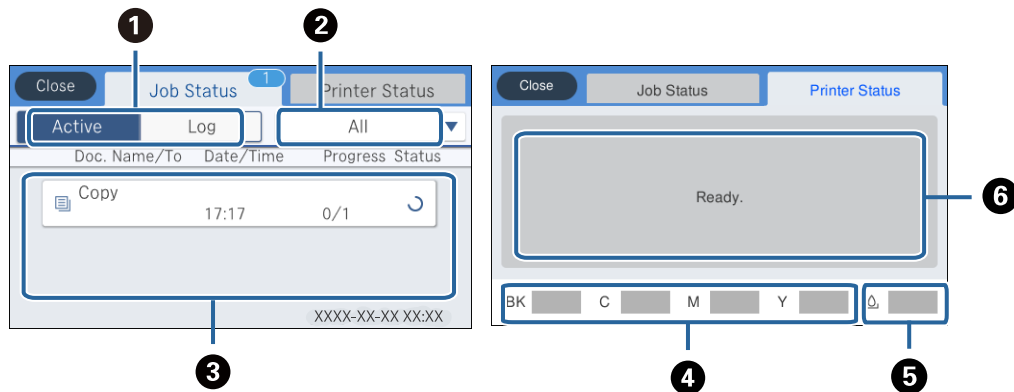 1 2
Close Job Status 1 Printer Status
Active Log All
Doc. Name/To Date/Time Progress Status
Copy
17:17 0/1
XXXX-XX-XX XX:XX
3
Close Job Status Printer Status
Ready.
6
BK C M Y
4 5